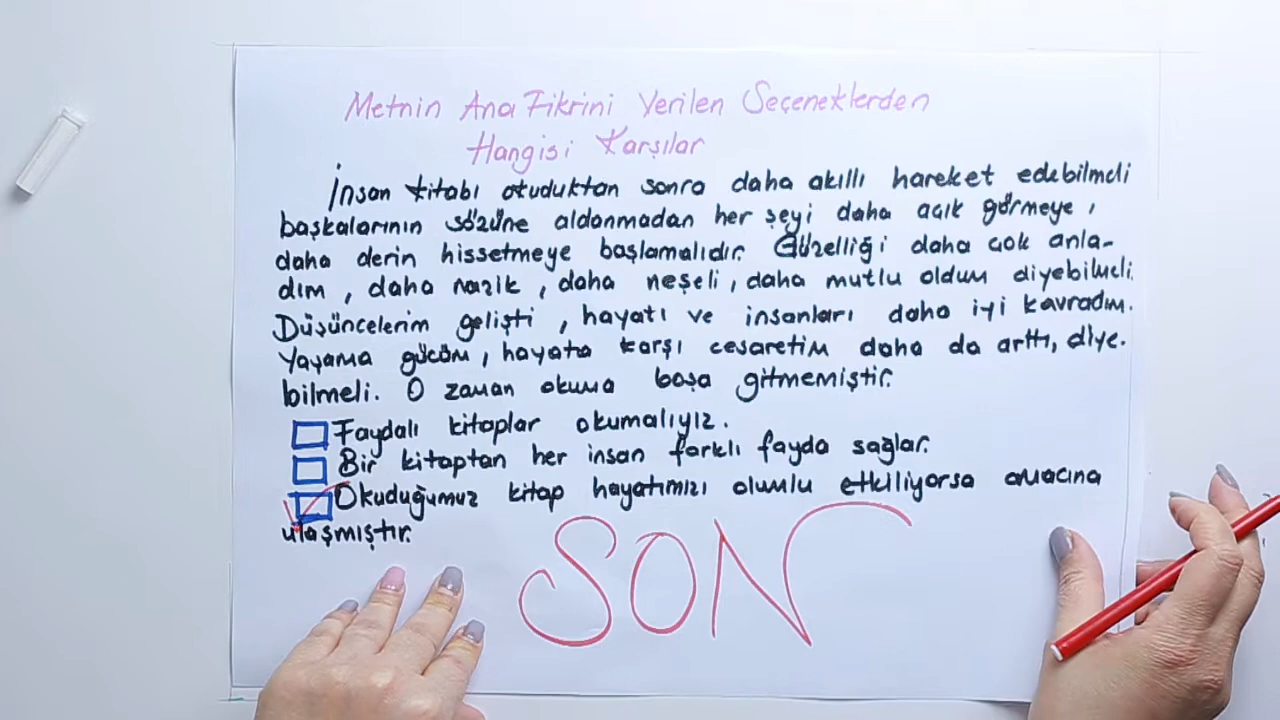 Metnin Ana Fikrini Verilen Seçeneklerden
Hangisi Karşılar
İnsan kitabı okuduktan sonra daha akıllı hareket edebilmeli
başkalarının sözüne aldanmadan her şeyi daha açık görmeye,
daha derin hissetmeye başlamalıdır. Güzelliği daha çok anla-
dım, daha nazik, daha neşeli, daha mutlu oldum diyebilmeli.
Düşüncelerim gelişti, hayatı ve insanları daha iyi kavradım.
Yaşama gücüm, hayata karşı cesaretim daha da arttı, diye.
bilmeli. O zaman okuma boşa gitmemiştir.
Faydalı kitaplar okumalıyız.
Bir kitaptan her insan farklı fayda sağlar.
Okuduğumuz kitap hayatımızı olumlu etkiliyorsa amacına
ulaşmıştır.
SON